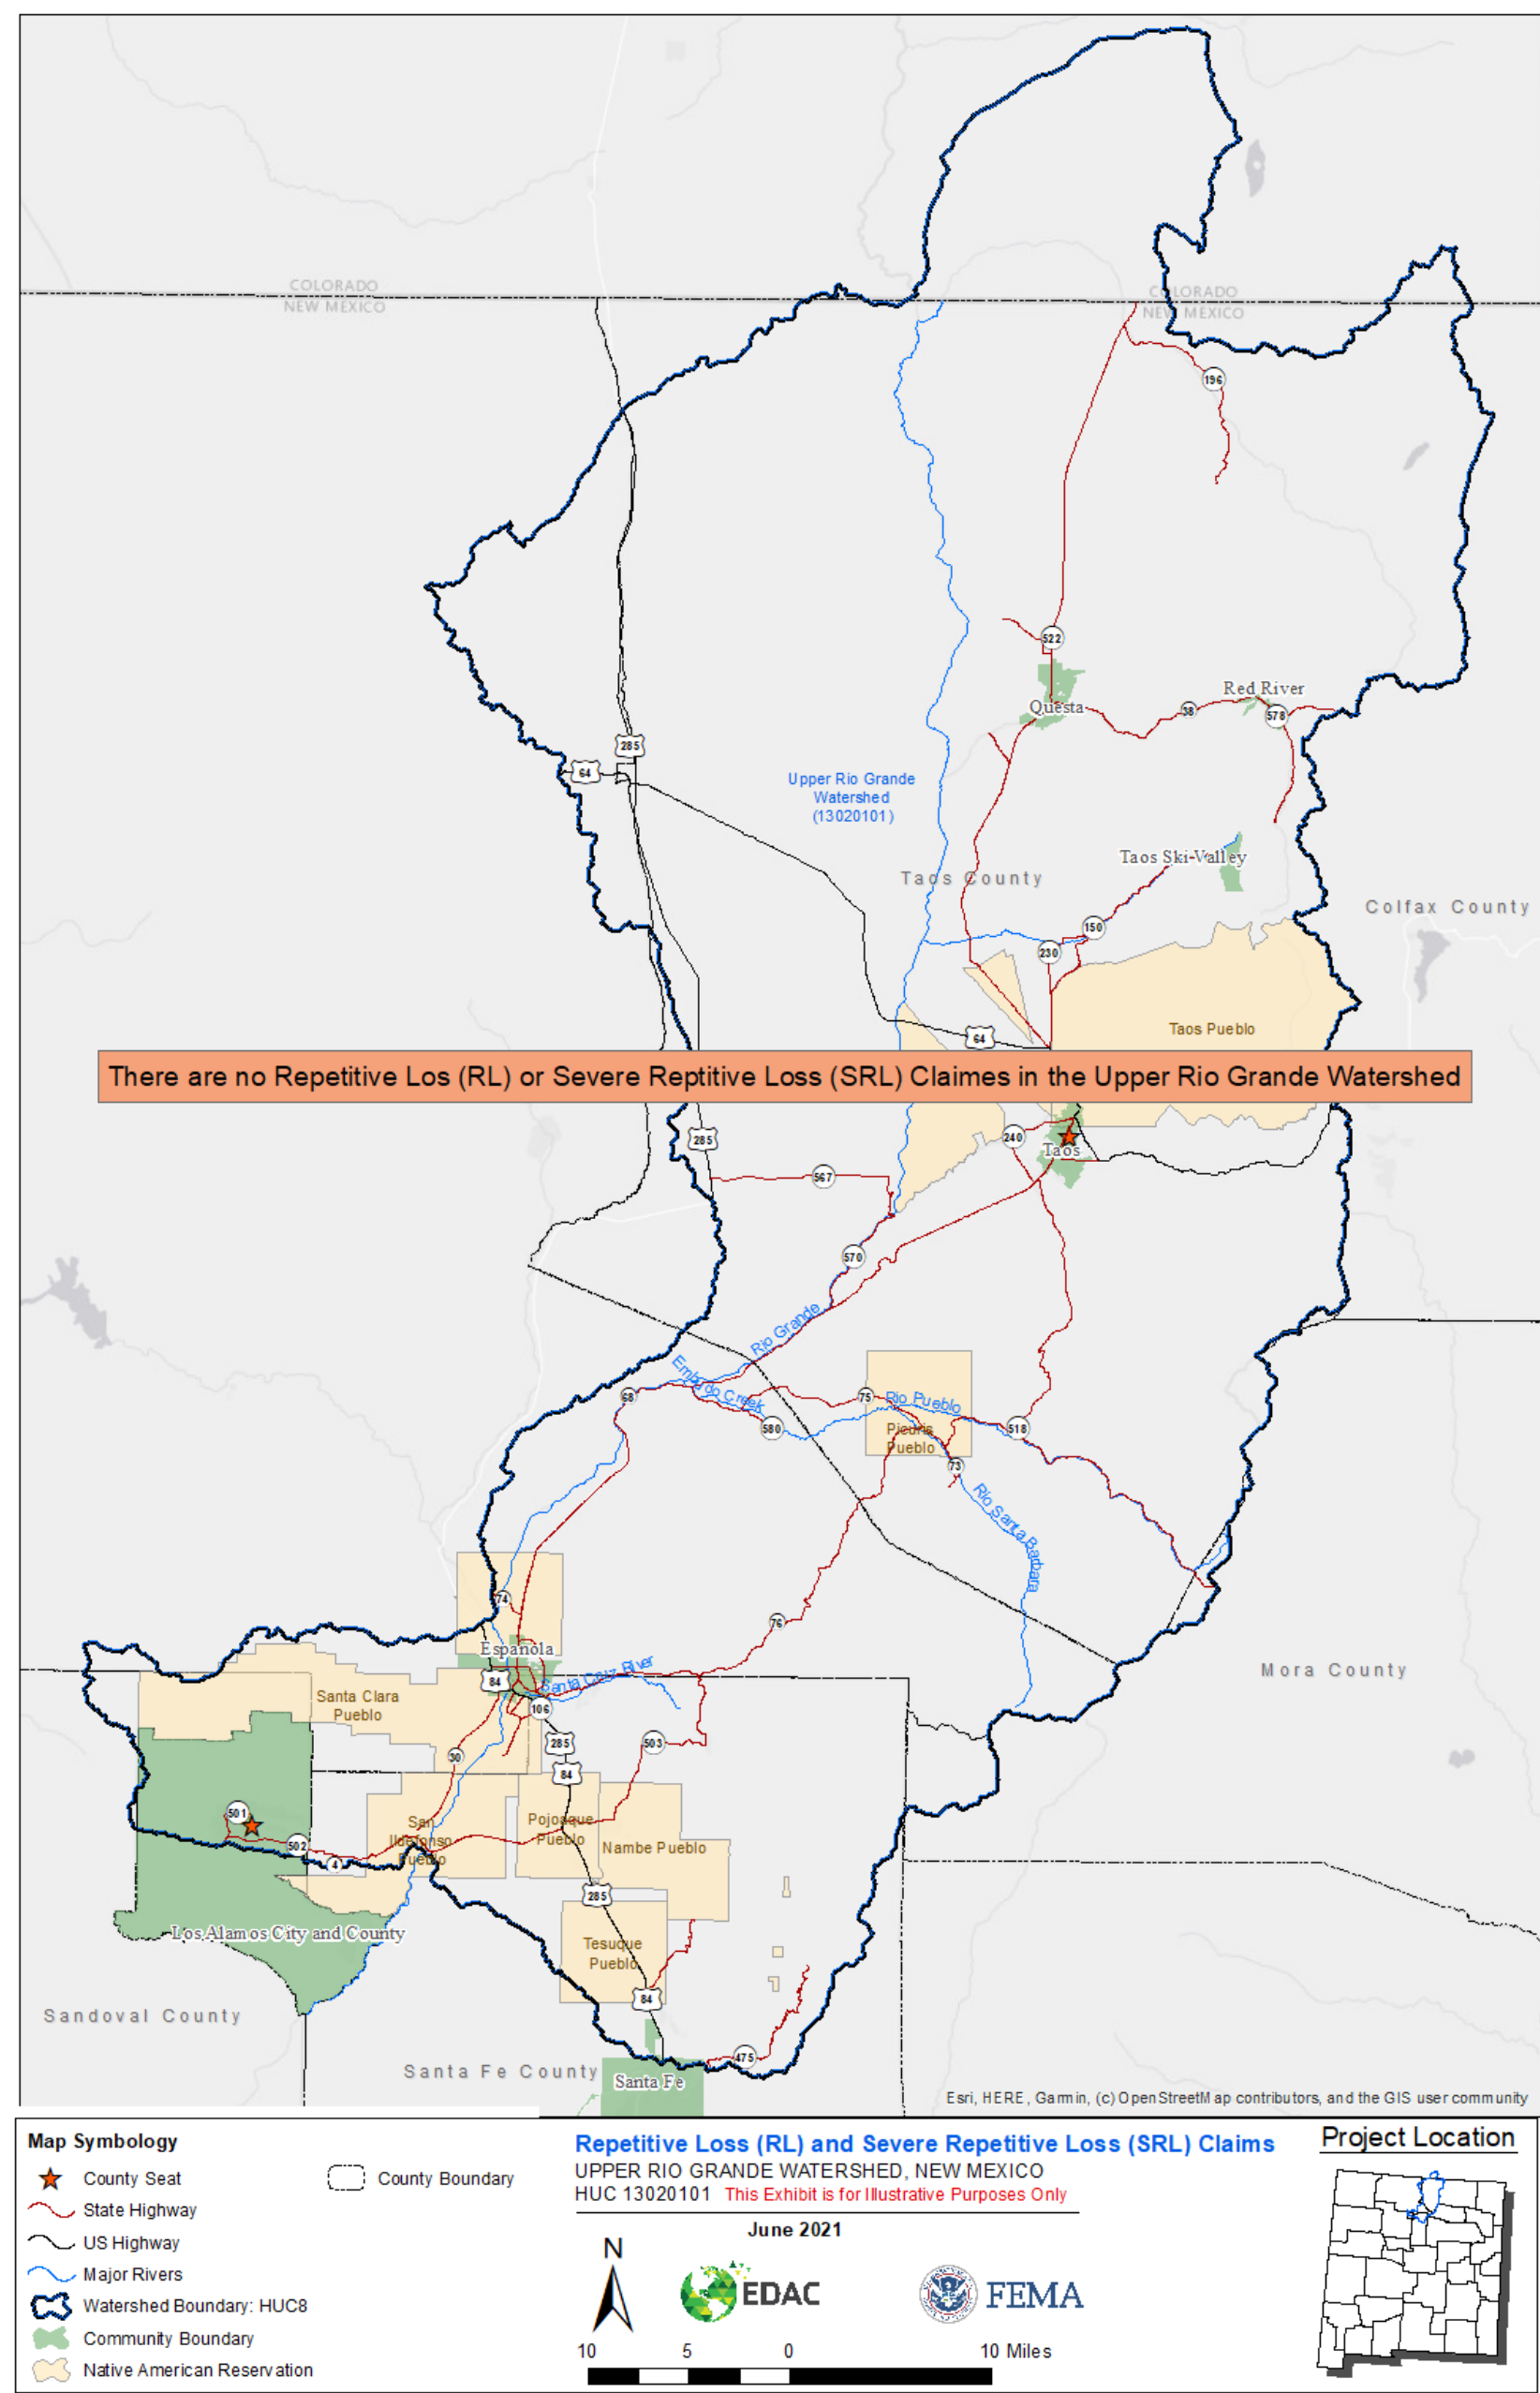 COLORADO
NEW MEXICO
COLORADO
NEW MEXICO
196
522
Questa
Red River
38
578
285
64
Upper Rio Grande
Watershed
(13020101)
Taos Ski Valley
Taos County
Colfax County
150
230
Taos Pueblo
64
There are no Repetitive Los (RL) or Severe Reptitive Loss (SRL) Claimes in the Upper Rio Grande Watershed
285
240
Taos
567
570
Rio Grande
Embudo Creek
68
75
Rio Pueblo
580
Picuris
Pueblo
518
73
Rio Santa Barbara
74
76
Espanola
Santa Cruz River
84
Mora County
Santa Clara
Pueblo
106
285
503
30
84
501
San
Ildefonso
Pueblo
Pojoaque
Pueblo
Nambe Pueblo
502
4
285
Los Alamos City and County
Tesuque
Pueblo
84
Sandoval County
475
Santa Fe County
Santa Fe
Esri, HERE, Garmin, (c) OpenStreetMap contributors, and the GIS user community
Map Symbology
County Seat
County Boundary
State Highway
US Highway
Major Rivers
Watershed Boundary: HUC8
Community Boundary
Native American Reservation
Repetitive Loss (RL) and Severe Repetitive Loss (SRL) Claims
UPPER RIO GRANDE WATERSHED, NEW MEXICO
HUC 13020101 This Exhibit is for Illustrative Purposes Only
June 2021
N
EDAC
FEMA
10 5 0 10 Miles
Project Location